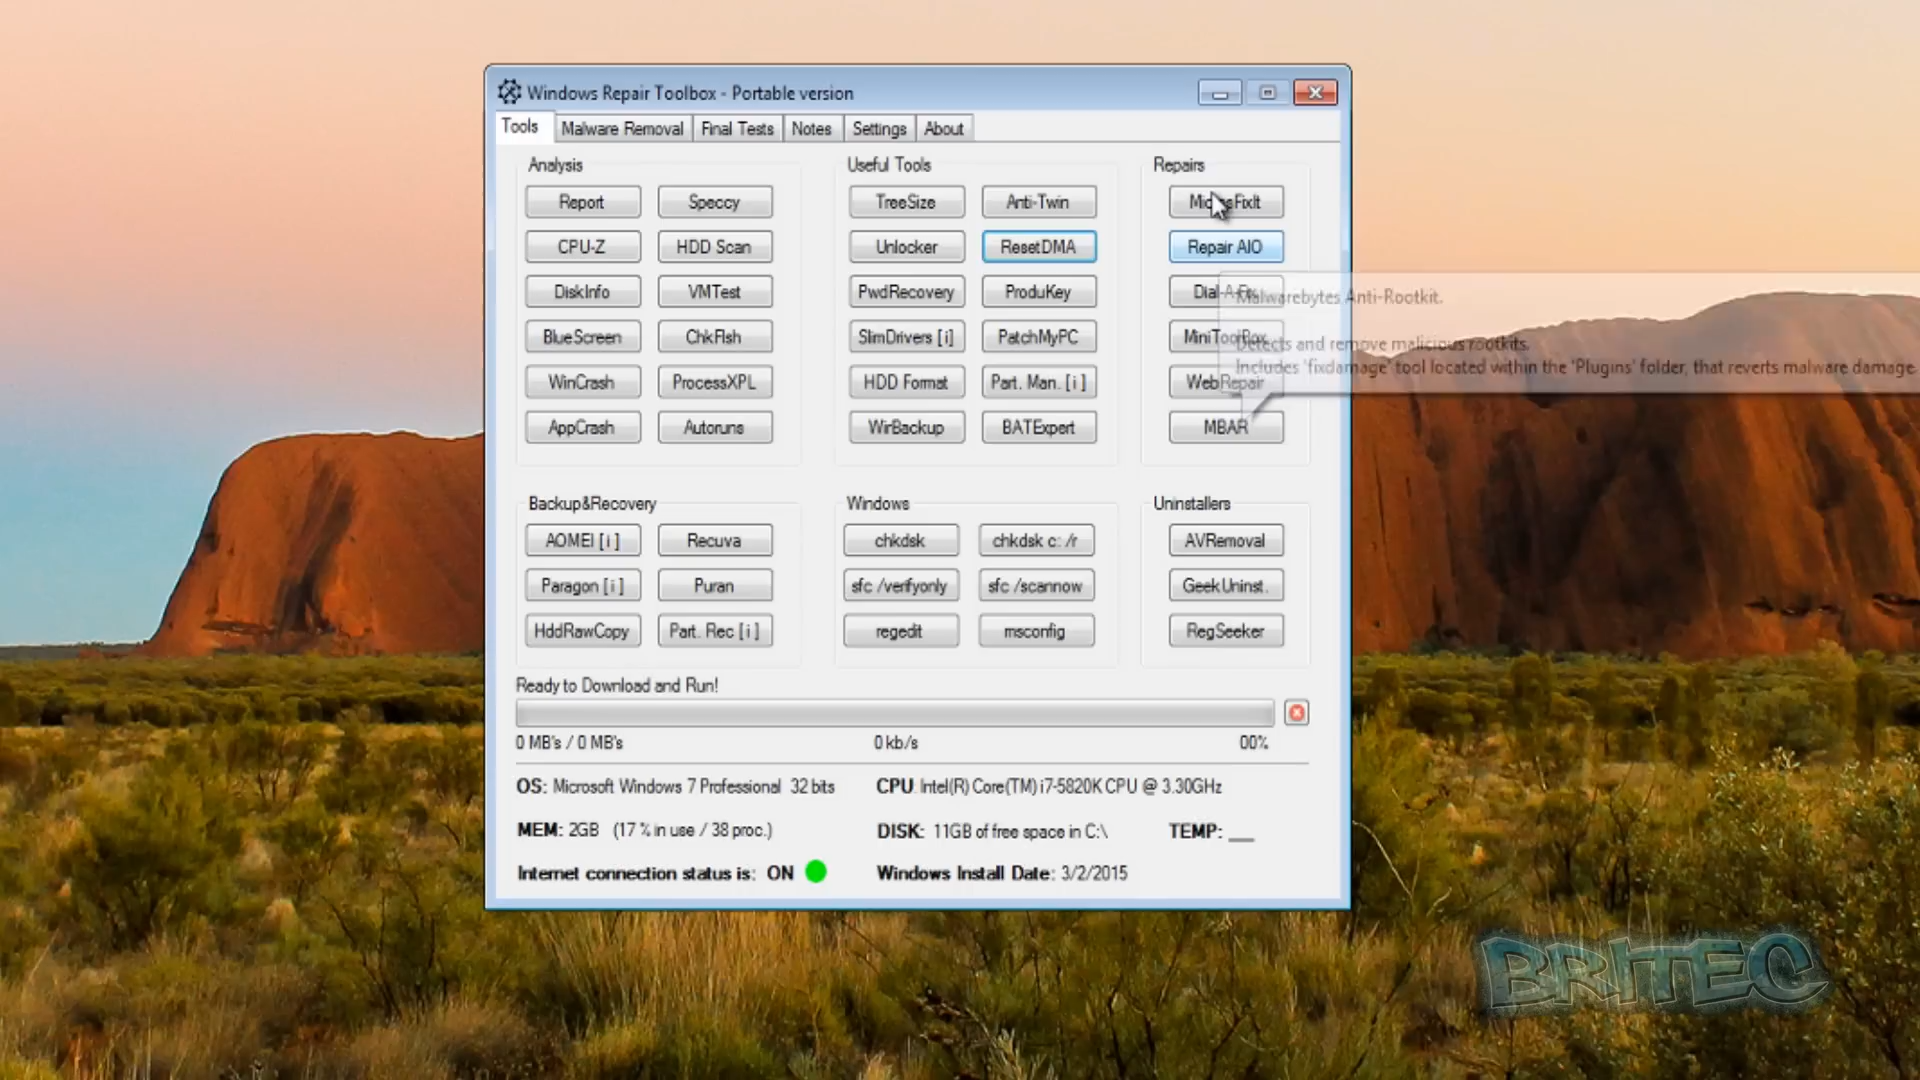 Windows Repair Toolbox - Portable version
Tools Malware Removal Final Tests Notes Settings About
Analysis Useful Tools Repairs
Report Speccy TreeSize Anti-Twin
CPU-Z HDD Scan Unlocker ResetDMA Repair AIO
DiskInfo VMTest PwdRecovery ProduKey
Malwarebytes Anti-Rootkit.
BlueScreen ChkFlsh SlimDrivers [i] PatchMyPC MiniToolBox
Detects and remove malicious rootkits.
Includes 'fixdamage' tool located within the 'Plugins' folder, that reverts malware damage
WinCrash ProcessXPL HDD Format Part. Man. [i] WebRepair
AppCrash Autoruns WirBackup BATExpert MBAR
Backup&Recovery Windows Uninstallers
AOMEI [i] Recuva chkdsk chkdsk c: /r AVRemoval
Paragon [i] Puran sfc /verifyonly sfc /scannow GeekUninst.
HddRawCopy Part. Rec [i] regedit msconfig RegSeeker
Ready to Download and Run!
0 MB's / 0 MB's 0 kb/s 00%
OS: Microsoft Windows 7 Professional 32 bits CPU Intel(R) Core(TM) i7-5820K CPU @ 3.30GHz
MEM: 2GB (17 % in use / 38 proc.) DISK: 11GB of free space in C:\ TEMP: __
Internet connection status is: ON Windows Install Date: 3/2/2015
BRITEC